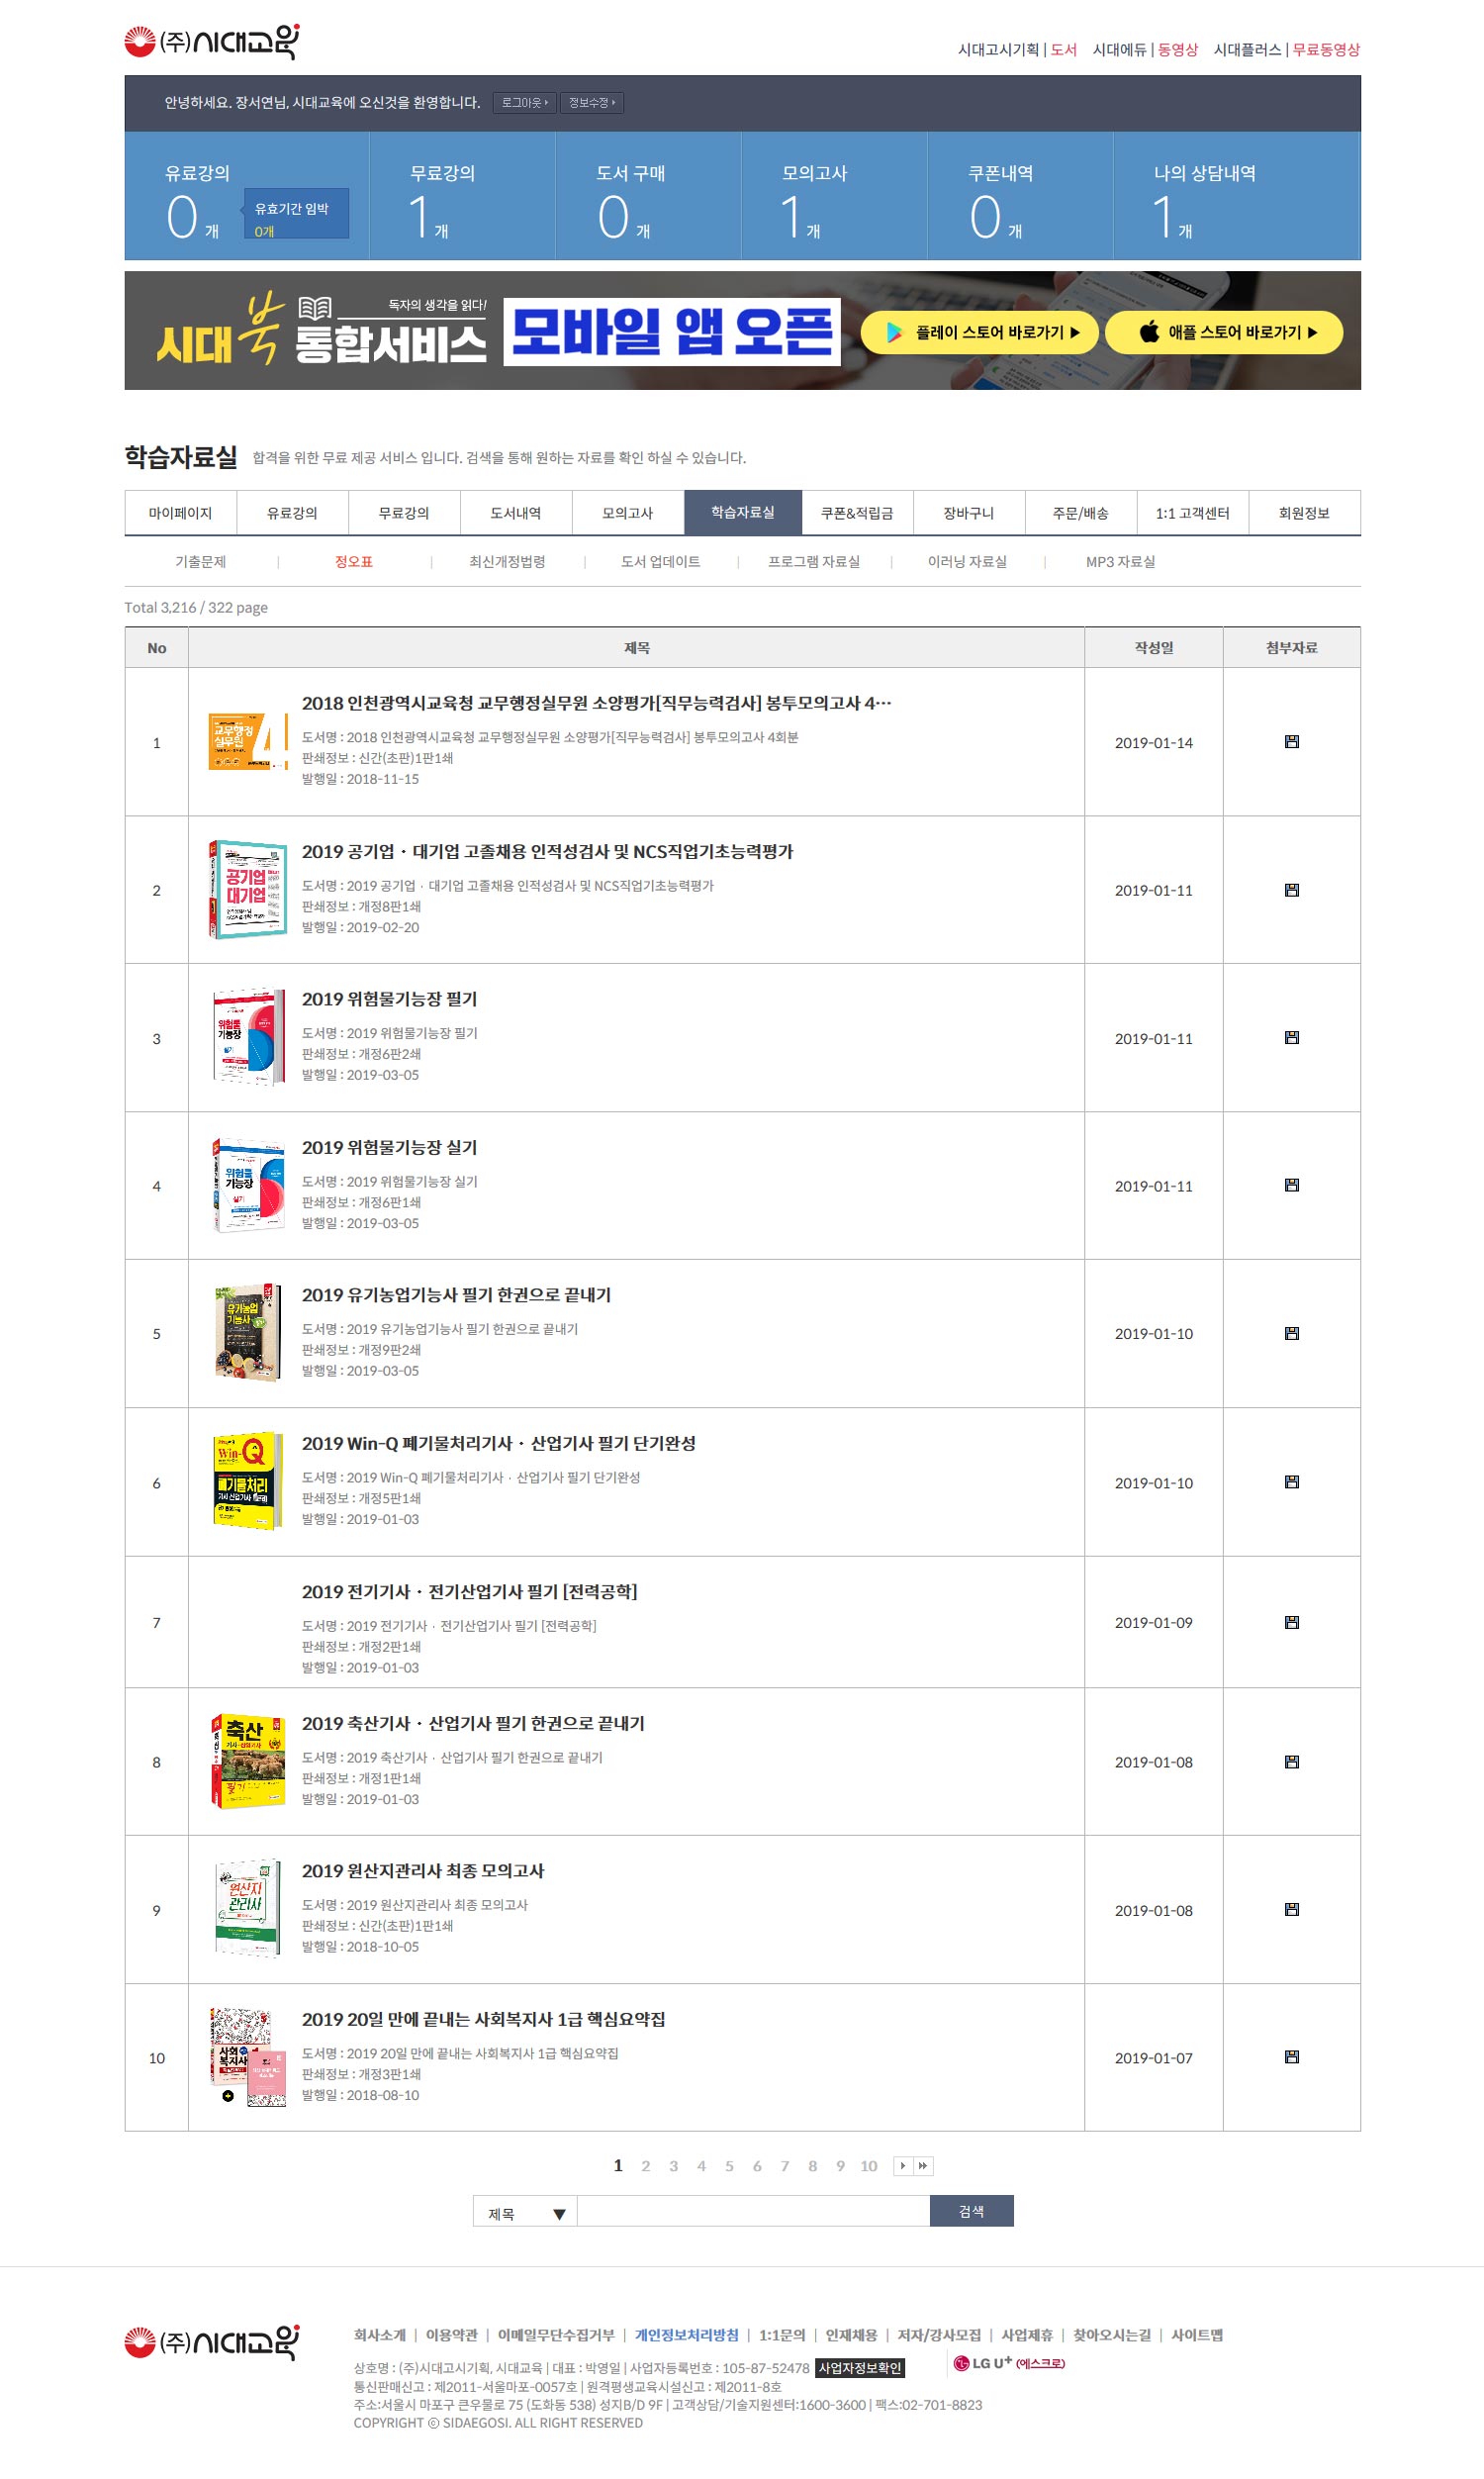 (주)시대교육
시대고시기획 | 도서 시대에듀 | 동영상 시대플러스 | 무료동영상
안녕하세요. 장서연님, 시대교육에 오신것을 환영합니다. 로그아웃 정보수정
유료강의 무료강의 도서 구매 모의고사 쿠폰내역 나의 상담내역
0 개 유효기간 임박 0개 1 개 0 개 1 개 0 개 1 개
시대북 통합서비스 독자의 생각을 읽다! 모바일 앱 오픈 플레이 스토어 바로가기 ▶ 애플 스토어 바로가기 ▶
학습자료실 합격을 위한 무료 제공 서비스 입니다. 검색을 통해 원하는 자료를 확인 하실 수 있습니다.
마이페이지 유료강의 무료강의 도서내역 모의고사 학습자료실 쿠폰&적립금 장바구니 주문/배송 1:1 고객센터 회원정보
기출문제 | 정오표 | 최신개정법령 | 도서 업데이트 | 프로그램 자료실 | 이러닝 자료실 | MP3 자료실
Total 3,216 / 322 page
No 제목 작성일 첨부자료
교무행정
실무원
2018 인천광역시교육청 교무행정실무원 소양평가[직무능력검사] 봉투모의고사 4…
도서명 : 2018 인천광역시교육청 교무행정실무원 소양평가[직무능력검사] 봉투모의고사 4회분
1 판쇄정보 : 신간(초판)1판1쇄 2019-01-14
발행일 : 2018-11-15
공기업
대기업
2019 공기업 · 대기업 고졸채용 인적성검사 및 NCS직업기초능력평가
도서명 : 2019 공기업 · 대기업 고졸채용 인적성검사 및 NCS직업기초능력평가
2 판쇄정보 : 개정8판1쇄 2019-01-11
발행일 : 2019-02-20
위험물
기능장
2019 위험물기능장 필기
도서명 : 2019 위험물기능장 필기
3 판쇄정보 : 개정6판2쇄 2019-01-11
발행일 : 2019-03-05
위험물
기능장
실기
2019 위험물기능장 실기
도서명 : 2019 위험물기능장 실기
4 판쇄정보 : 개정6판1쇄 2019-01-11
발행일 : 2019-03-05
유기농업
기능사
2019 유기농업기능사 필기 한권으로 끝내기
도서명 : 2019 유기농업기능사 필기 한권으로 끝내기
5 판쇄정보 : 개정9판2쇄 2019-01-10
발행일 : 2019-03-05
Win-Q
폐기물처리
2019 Win-Q 폐기물처리기사 · 산업기사 필기 단기완성
도서명 : 2019 Win-Q 폐기물처리기사 · 산업기사 필기 단기완성
6 판쇄정보 : 개정5판1쇄 2019-01-10
발행일 : 2019-01-03
2019 전기기사 · 전기산업기사 필기 [전력공학]
도서명 : 2019 전기기사 · 전기산업기사 필기 [전력공학]
7 판쇄정보 : 개정2판1쇄 2019-01-09
발행일 : 2019-01-03
축산
필기
2019 축산기사 · 산업기사 필기 한권으로 끝내기
도서명 : 2019 축산기사 · 산업기사 필기 한권으로 끝내기
8 판쇄정보 : 개정1판1쇄 2019-01-08
발행일 : 2019-01-03
원산지
관리사
2019 원산지관리사 최종 모의고사
도서명 : 2019 원산지관리사 최종 모의고사
9 판쇄정보 : 신간(초판)1판1쇄 2019-01-08
발행일 : 2018-10-05
사회
복지사
2019 20일 만에 끝내는 사회복지사 1급 핵심요약집
도서명 : 2019 20일 만에 끝내는 사회복지사 1급 핵심요약집
10 판쇄정보 : 개정3판1쇄 2019-01-07
발행일 : 2018-08-10
1 2 3 4 5 6 7 8 9 10
제목 ▼ 검색
(주)시대교육
회사소개 | 이용약관 | 이메일무단수집거부 | 개인정보처리방침 | 1:1문의 | 인재채용 | 저자/강사모집 | 사업제휴 | 찾아오시는길 | 사이트맵
상호명 : (주)시대고시기획, 시대교육 | 대표 : 박영일 | 사업자등록번호 : 105-87-52478 사업자정보확인 LG U+ (에스크로)
통신판매신고 : 제2011-서울마포-0057호 | 원격평생교육시설신고 : 제2011-8호
주소:서울시 마포구 큰우물로 75 (도화동 538) 성지B/D 9F | 고객상담/기술지원센터:1600-3600 | 팩스:02-701-8823
COPYRIGHT ⓒ SIDAEGOSI. ALL RIGHT RESERVED